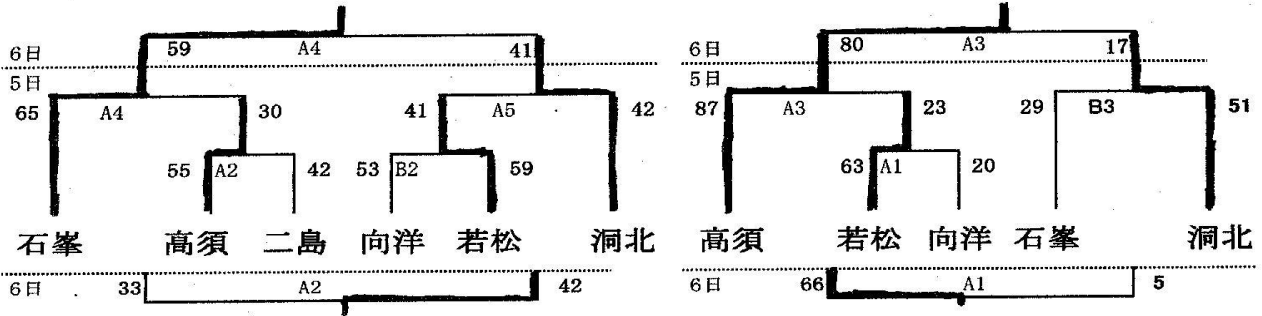 59 A4 41
6日
5日
65 A4 30 41 A5 42
55 A2 42 53 B2 59
石峯 高須 二島 向洋 若松 洞北
6日 33 A2 42
80 A3 17
6日
5日
87 A3 23 29 B3 51
63 A1 20
高須 若松 向洋 石峯 洞北
6日 66 A1 5